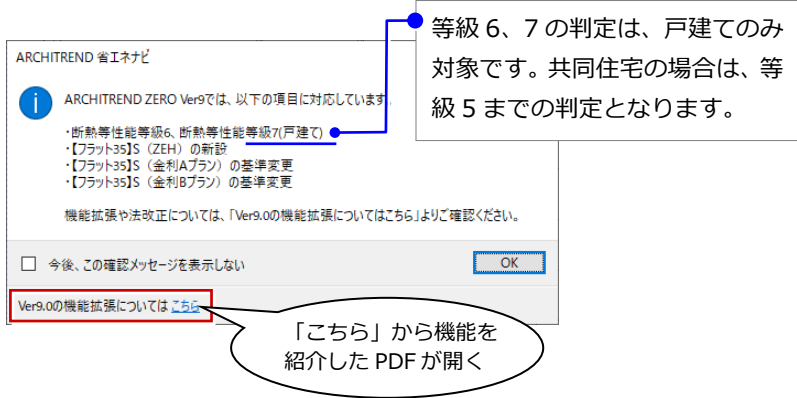 等級6、7の判定は、戸建てのみ
対象です。共同住宅の場合は、等
級5までの判定となります。
ARCHITREND 省エネナビ
ARCHITREND ZERO Ver9では、以下の項目に対応しています。
・断熱等性能等級6、断熱等性能等級7(戸建て)
・【フラット35】S（ZEH）の新設
・【フラット35】S（金利Aプラン）の基準変更
・【フラット35】S（金利Bプラン）の基準変更
機能拡張や法改正については、「Ver9.0の機能拡張についてはこちら」よりご確認ください。
今後、この確認メッセージを表示しない
OK
Ver9.0の機能拡張については こちら
「こちら」から機能を
紹介した PDF が開く